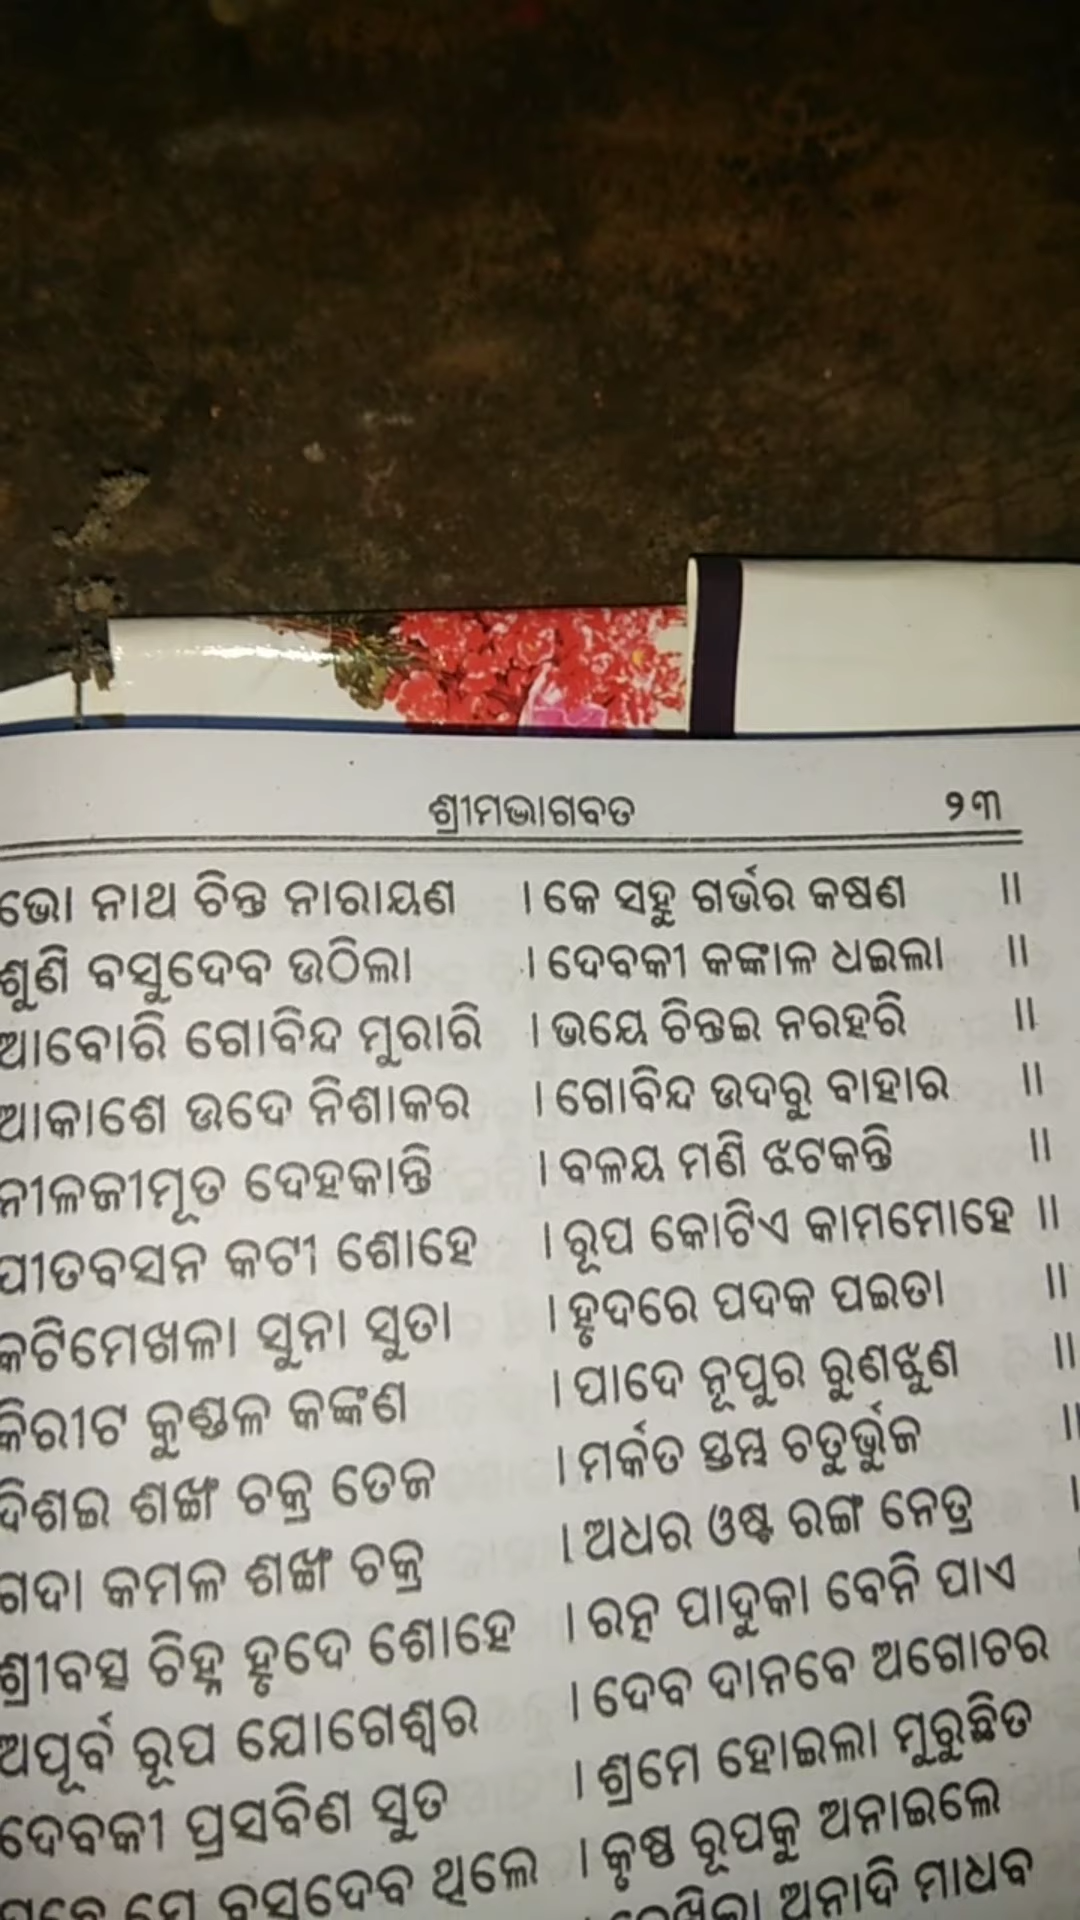 ଶ୍ରୀମଦ୍ଭାଗବତ ୨୩
ଭୋ ନାଥ ଚିନ୍ତ ନାରାୟଣ । କେ ସହୁ ଗର୍ଭର କଷଣ ॥
ଶୁଣି ବସୁଦେବ ଉଠିଲା । ଦେବକୀ କଙ୍କାଳ ଧଇଲା ॥
ଆବୋରି ଗୋବିନ୍ଦ ମୁରାରି । ଭୟେ ଚିନ୍ତଇ ନରହରି ॥
ଆକାଶେ ଉଦେ ନିଶାକର । ଗୋବିନ୍ଦ ଉଦରୁ ବାହାର ॥
ନୀଳଜୀମୂତ ଦେହକାନ୍ତି । ବଳୟ ମଣି ଝଟକନ୍ତି ॥
ପୀତବସନ କଟୀ ଶୋହେ । ରୂପ କୋଟିଏ କାମମୋହେ ॥
କଟିମେଖଳା ସୁନା ସୁତା । ହୃଦରେ ପଦକ ପଇତା ॥
କିରୀଟ କୁଣ୍ଡଳ କଙ୍କଣ । ପାଦେ ନୂପୁର ରୁଣଝୁଣ ॥
ଦିଶଇ ଶଙ୍ଖ ଚକ୍ର ତେଜ । ମର୍କତ ସ୍ତମ୍ଭ ଚତୁର୍ଭୁଜ ॥
ଗଦା କମଳ ଶଙ୍ଖ ଚକ୍ର । ଅଧର ଓଷ୍ଠ ରଙ୍ଗ ନେତ୍ର ।
ଶ୍ରୀବତ୍ସ ଚିହ୍ନ ହୃଦେ ଶୋହେ । ରତ୍ନ ପାଦୁକା ବେନି ପାଏ
ଅପୂର୍ବ ରୂପ ଯୋଗେଶ୍ୱର । ଦେବ ଦାନବେ ଅଗୋଚର
ଦେବକୀ ପ୍ରସବିଣ ସୁତ । ଶ୍ରମେ ହୋଇଲା ମୁରୁଛିତ
ବସୁଦେବ ଥିଲେ । କୃଷ୍ଣ ରୂପକୁ ଅନାଇଲେ
ଅନାଦି ମାଧବ